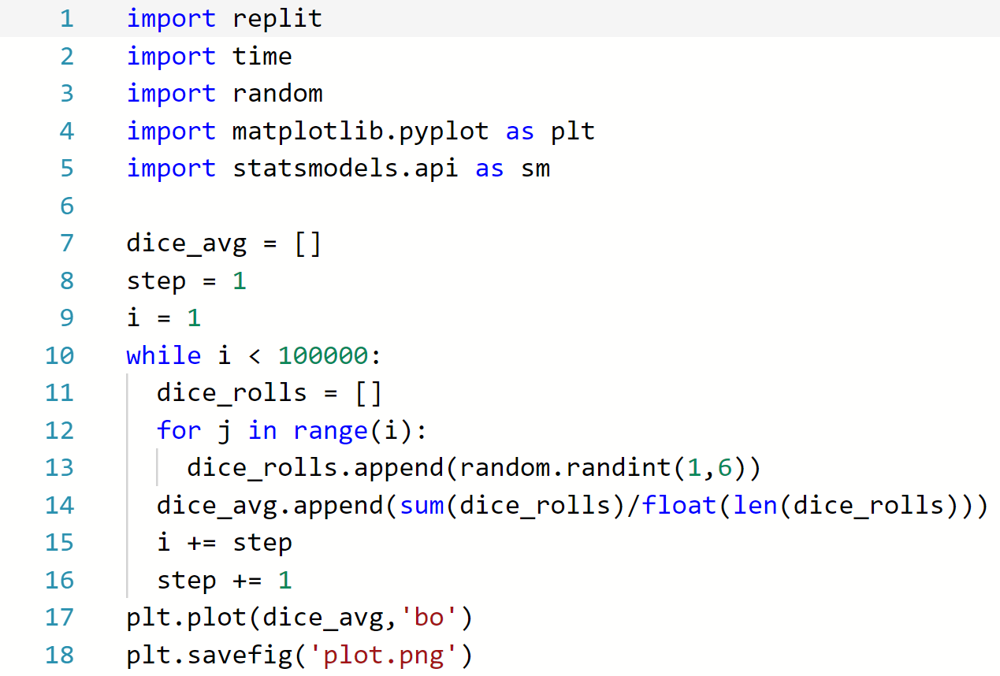 1 import replit
2 import time
3 import random
4 import matplotlib.pyplot as plt
5 import statsmodels.api as sm
6
7 dice_avg = []
8 step = 1
9 i = 1
10 while i < 100000:
11   dice_rolls = []
12   for j in range(i):
13     dice_rolls.append(random.randint(1,6))
14   dice_avg.append(sum(dice_rolls)/float(len(dice_rolls)))
15   i += step
16   step += 1
17 plt.plot(dice_avg,'bo')
18 plt.savefig('plot.png')